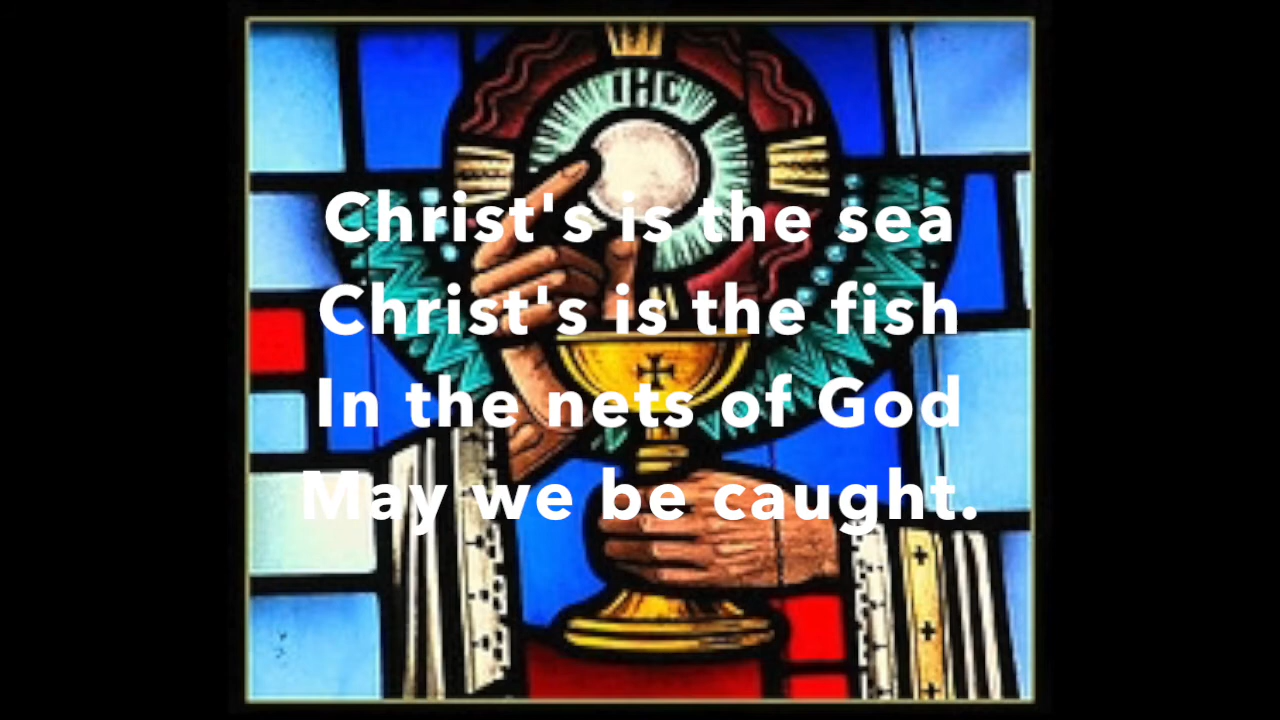 IHC
Christ's is the sea
Christ's is the fish
In the nets of God
May we be caught.